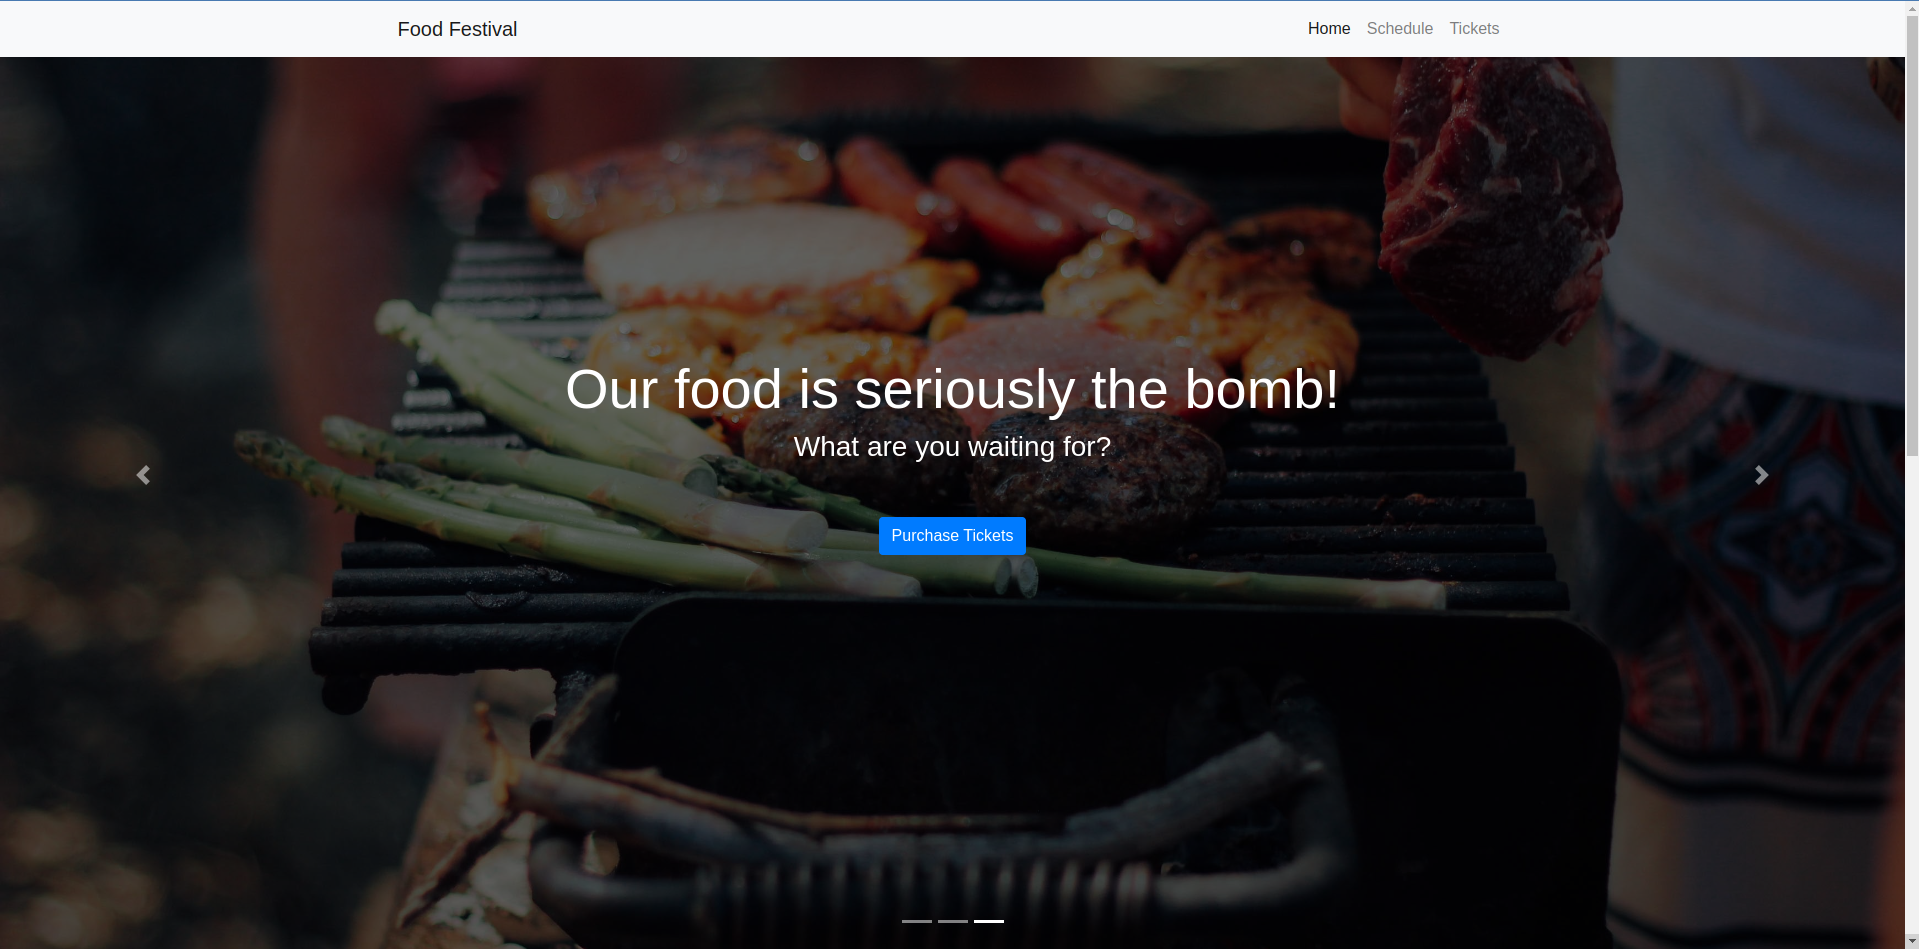 Food Festival
Home Schedule Tickets
Our food is seriously the bomb!
What are you waiting for?
Purchase Tickets